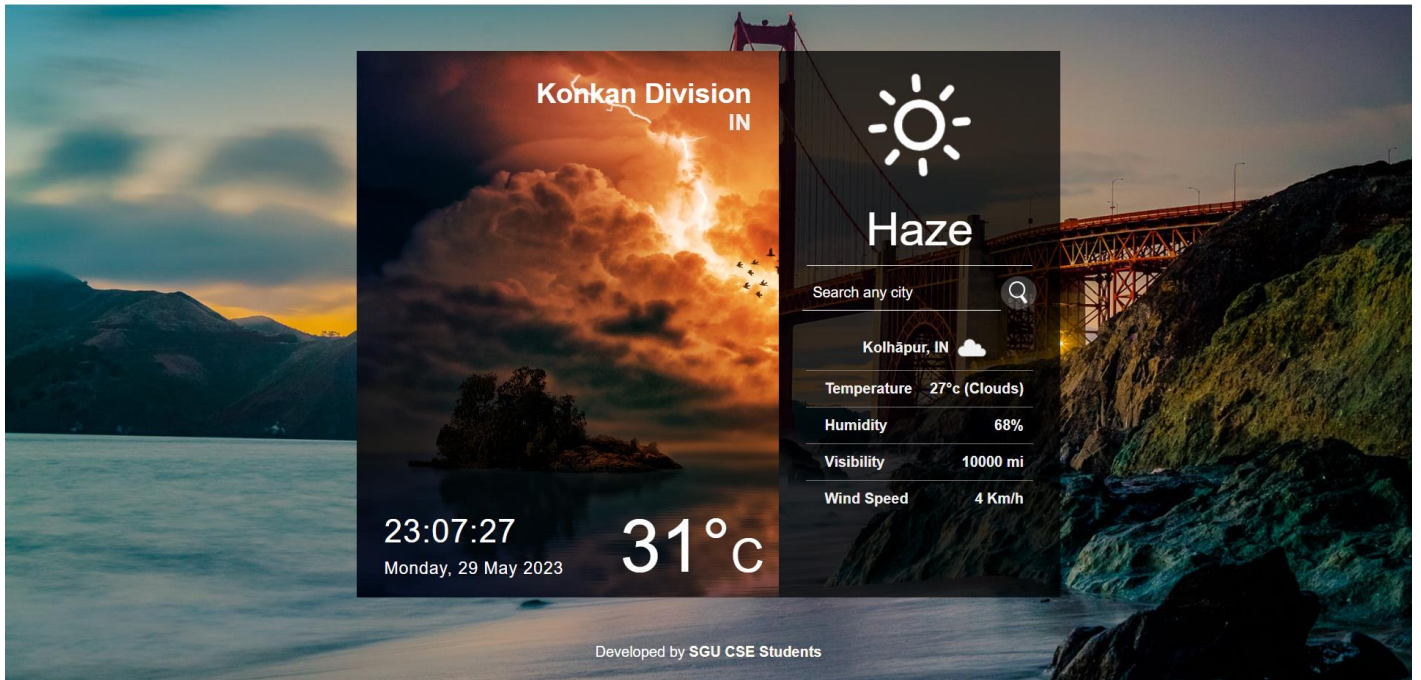 Konkan Division
IN
23:07:27
Monday, 29 May 2023
31°C
Haze
Search any city
Kolhāpur, IN
Temperature 27°c (Clouds)
Humidity 68%
Visibility 10000 mi
Wind Speed 4 Km/h
Developed by SGU CSE Students